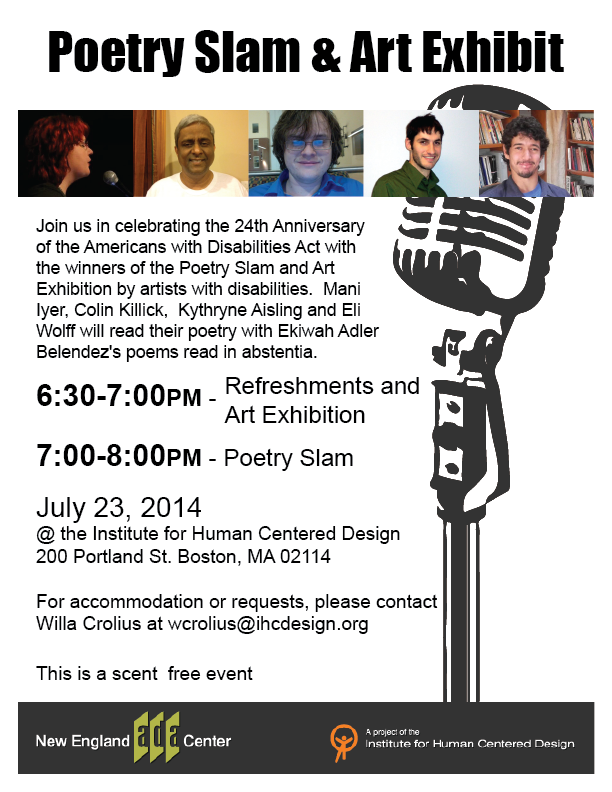 Poetry Slam & Art Exhibit
Join us in celebrating the 24th Anniversary
of the Americans with Disabilities Act with
the winners of the Poetry Slam and Art
Exhibition by artists with disabilities.  Mani
Iyer, Colin Killick,  Kythryne Aisling and Eli
Wolff will read their poetry with Ekiwah Adler
Belendez's poems read in abstentia.
6:30-7:00PM - Refreshments and
Art Exhibition
7:00-8:00PM - Poetry Slam
July 23, 2014
@ the Institute for Human Centered Design
200 Portland St. Boston, MA 02114
For accommodation or requests, please contact
Willa Crolius at wcrolius@ihcdesign.org
This is a scent  free event
New England ada Center
A project of the
Institute for Human Centered Design